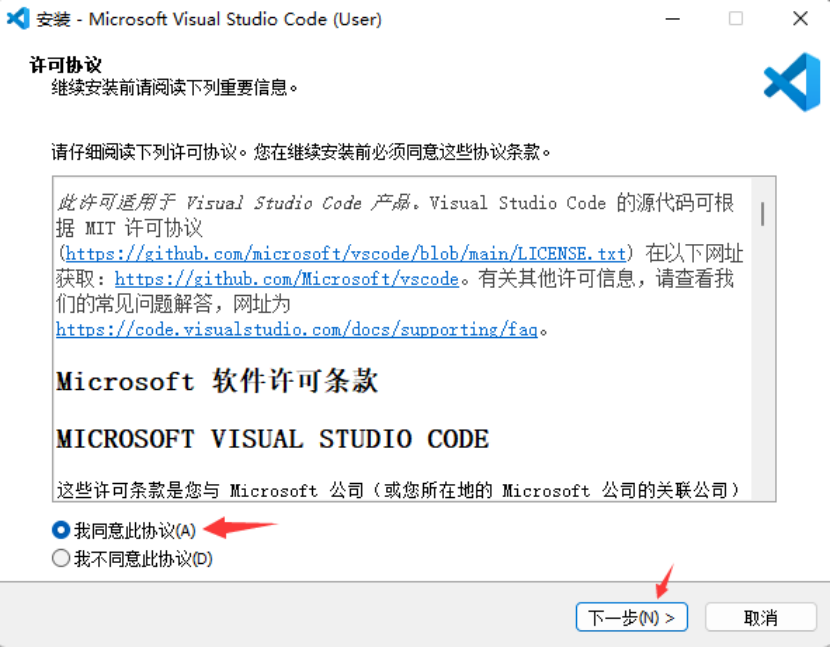 安装 - Microsoft Visual Studio Code (User)
许可协议
继续安装前请阅读下列重要信息。
请仔细阅读下列许可协议。您在继续安装前必须同意这些协议条款。
此许可适用于 Visual Studio Code 产品。Visual Studio Code 的源代码可根
据 MIT 许可协议
(https://github.com/microsoft/vscode/blob/main/LICENSE.txt) 在以下网址
获取：https://github.com/Microsoft/vscode。有关其他许可信息，请查看我
们的常见问题解答，网址为
https://code.visualstudio.com/docs/supporting/faq。
Microsoft 软件许可条款
MICROSOFT VISUAL STUDIO CODE
这些许可条款是您与 Microsoft 公司（或您所在地的 Microsoft 公司的关联公司）
我同意此协议(A)
我不同意此协议(D)
下一步(N) >
取消